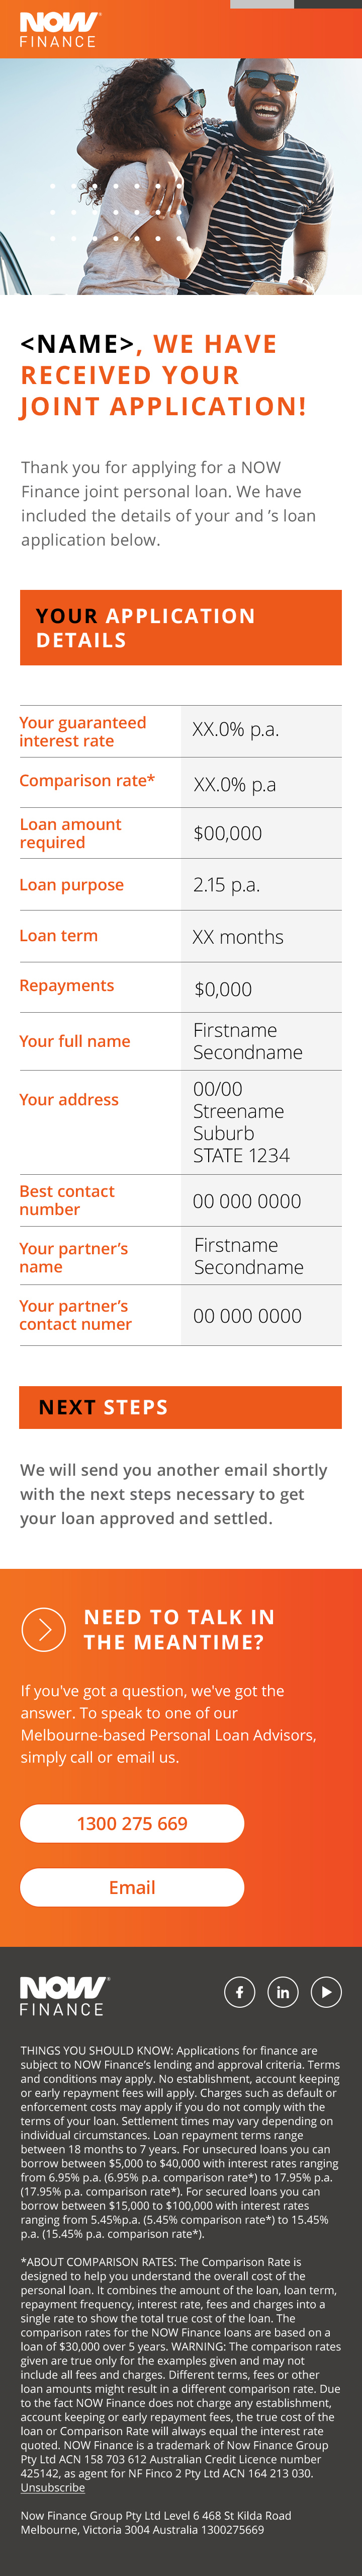 NOW
FINANCE
<NAME>, WE HAVE
RECEIVED YOUR
JOINT APPLICATION!
Thank you for applying for a NOW
Finance joint personal loan. We have
included the details of your and ’s loan
application below.
YOUR APPLICATION
DETAILS
Your guaranteed
interest rate
XX.0% p.a.
Comparison rate*
XX.0% p.a
Loan amount
required
$00,000
Loan purpose
2.15 p.a.
Loan term
XX months
Repayments
$0,000
Your full name
Firstname
Secondname
Your address
00/00
Streename
Suburb
STATE 1234
Best contact
number
00 000 0000
Your partner’s
name
Firstname
Secondname
Your partner’s
contact numer
00 000 0000
NEXT STEPS
We will send you another email shortly
with the next steps necessary to get
your loan approved and settled.
NEED TO TALK IN
THE MEANTIME?
If you've got a question, we've got the
answer. To speak to one of our
Melbourne-based Personal Loan Advisors,
simply call or email us.
1300 275 669
Email
NOW
FINANCE
f
in
THINGS YOU SHOULD KNOW: Applications for finance are
subject to NOW Finance’s lending and approval criteria. Terms
and conditions may apply. No establishment, account keeping
or early repayment fees will apply. Charges such as default or
enforcement costs may apply if you do not comply with the
terms of your loan. Settlement times may vary depending on
individual circumstances. Loan repayment terms range
between 18 months to 7 years. For unsecured loans you can
borrow between $5,000 to $40,000 with interest rates ranging
from 6.95% p.a. (6.95% p.a. comparison rate*) to 17.95% p.a.
(17.95% p.a. comparison rate*). For secured loans you can
borrow between $15,000 to $100,000 with interest rates
ranging from 5.45%p.a. (5.45% comparison rate*) to 15.45%
p.a. (15.45% p.a. comparison rate*).
*ABOUT COMPARISON RATES: The Comparison Rate is
designed to help you understand the overall cost of the
personal loan. It combines the amount of the loan, loan term,
repayment frequency, interest rate, fees and charges into a
single rate to show the total true cost of the loan. The
comparison rates for the NOW Finance loans are based on a
loan of $30,000 over 5 years. WARNING: The comparison rates
given are true only for the examples given and may not
include all fees and charges. Different terms, fees or other
loan amounts might result in a different comparison rate. Due
to the fact NOW Finance does not charge any establishment,
account keeping or early repayment fees, the true cost of the
loan or Comparison Rate will always equal the interest rate
quoted. NOW Finance is a trademark of Now Finance Group
Pty Ltd ACN 158 703 612 Australian Credit Licence number
425142, as agent for NF Finco 2 Pty Ltd ACN 164 213 030.
Unsubscribe
Now Finance Group Pty Ltd Level 6 468 St Kilda Road
Melbourne, Victoria 3004 Australia 1300275669